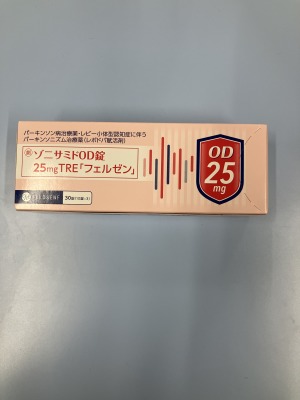 パーキンソン病治療薬・レビー小体型認知症に伴う
パーキンソニズム治療薬(レボドパ賦活剤)
ゾニサミドOD錠
25mgTRE「フェルゼン」
OD
25
mg